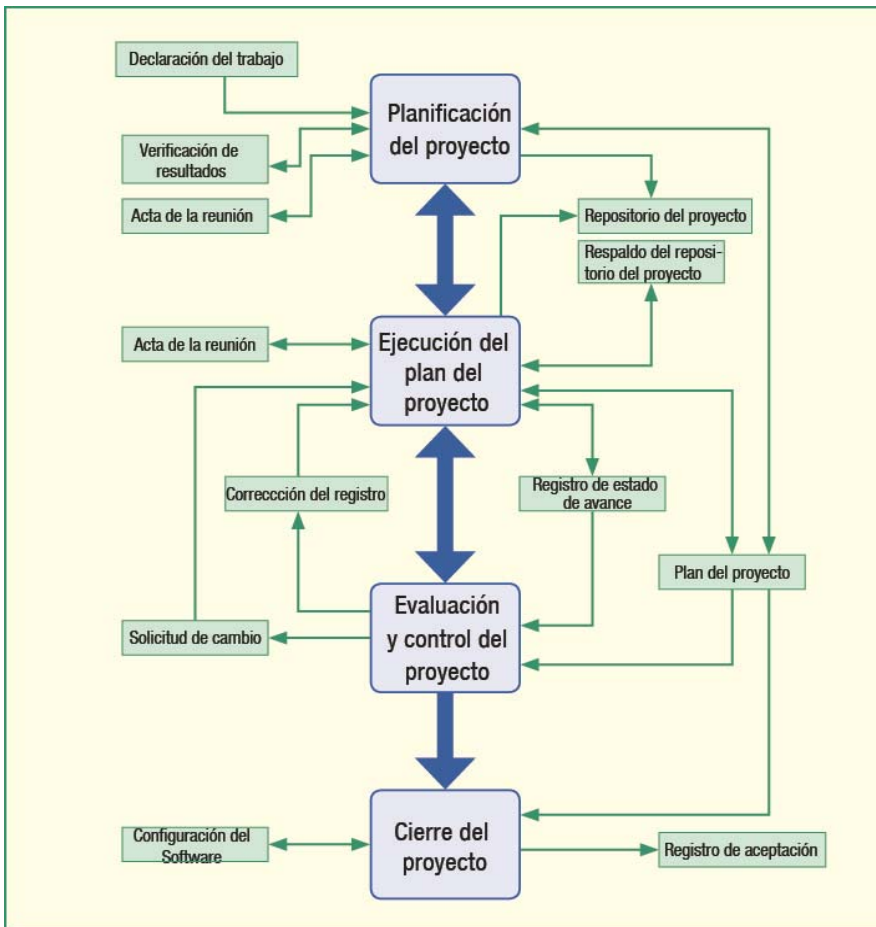 Declaración del trabajo
Planificación
del proyecto
Verificación de
resultados
Acta de la reunión
Repositorio del proyecto
Respaldo del reposi-
torio del proyecto
Acta de la reunión
Ejecución del
plan del
proyecto
Correccción del registro
Registro de estado
de avance
Plan del proyecto
Evaluación
y control del
proyecto
Solicitud de cambio
Cierre del
proyecto
Configuración del
Software
Registro de aceptación